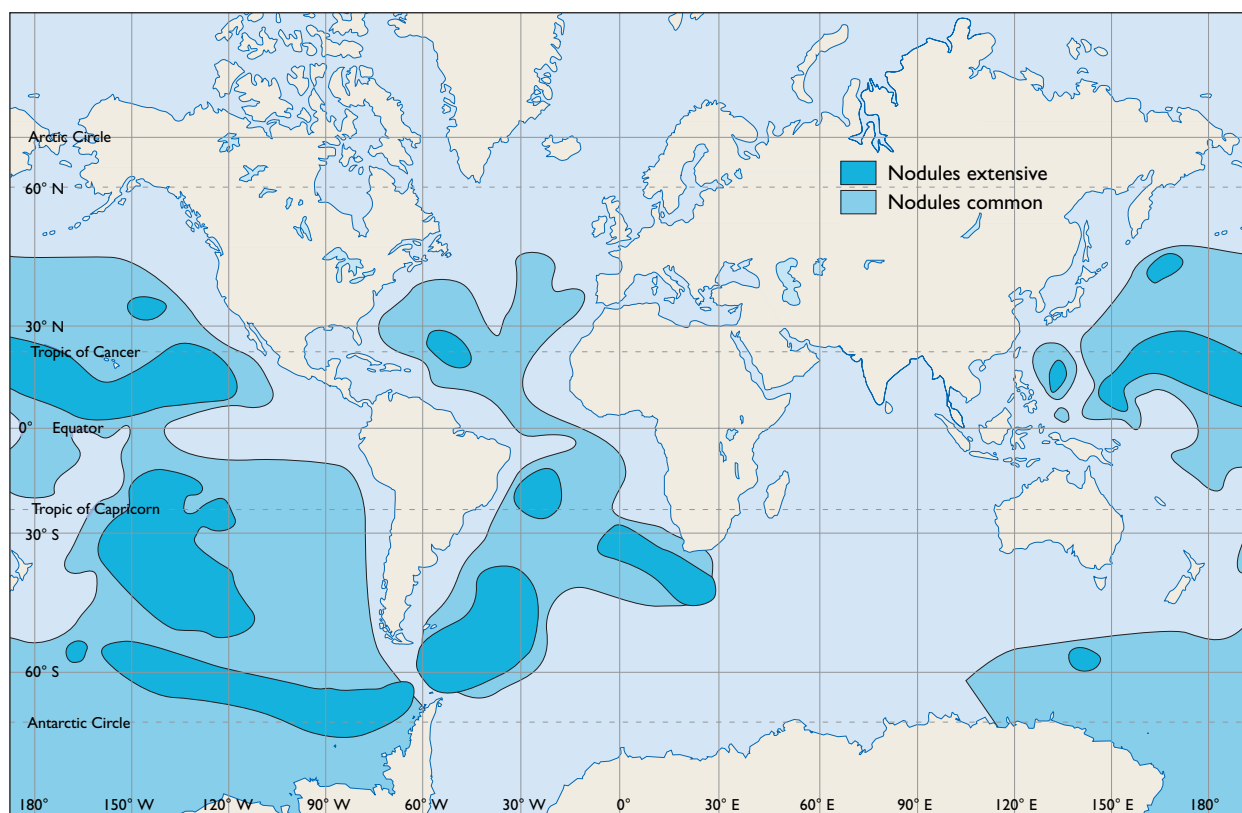 Arctic Circle
60° N
Nodules extensive
Nodules common
30° N
Tropic of Cancer
0° Equator
Tropic of Capricorn
30° S
60° S
Antarctic Circle
180° 150° W 120° W 90° W 60° W 30° W 0° 30° E 60° E 90° E 120° E 150° E 180°